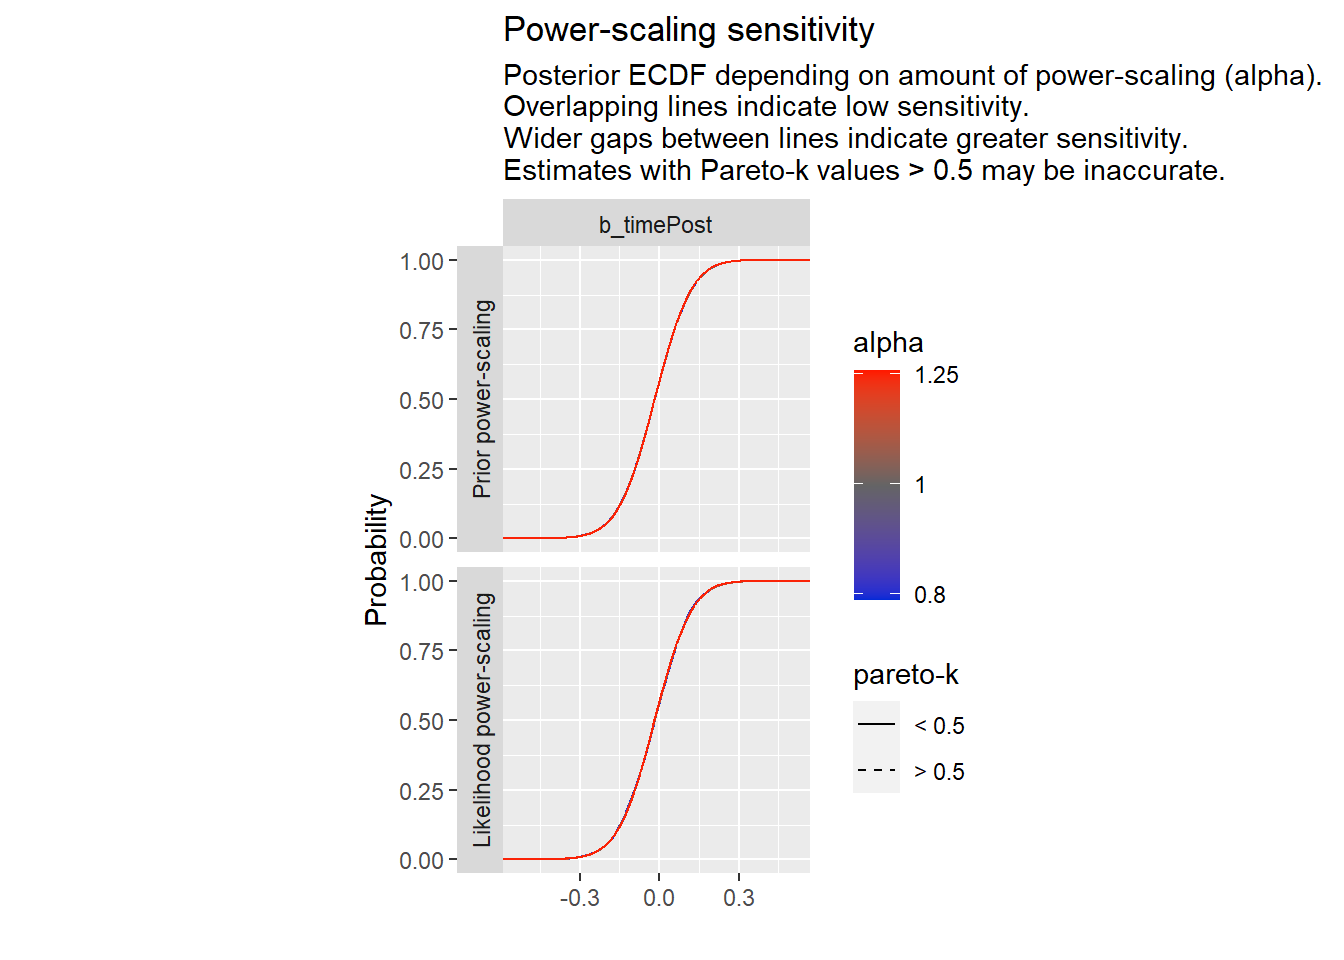 Power-scaling sensitivity
Posterior ECDF depending on amount of power-scaling (alpha).
Overlapping lines indicate low sensitivity.
Wider gaps between lines indicate greater sensitivity.
Estimates with Pareto-k values > 0.5 may be inaccurate.
b_timePost
Probability
Prior power-scaling
1.00
0.75
0.50
0.25
0.00
Likelihood power-scaling
1.00
0.75
0.50
0.25
0.00
-0.3
0.0
0.3
alpha
1.25
1
0.8
pareto-k
< 0.5
> 0.5